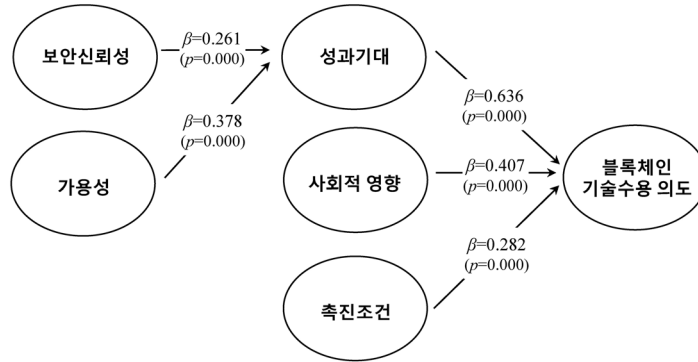 보안신뢰성
β=0.261
(p=0.000)
성과기대
β=0.378
(p=0.000)
가용성
β=0.636
(p=0.000)
사회적 영향
β=0.407
(p=0.000)
블록체인
기술수용 의도
β=0.282
(p=0.000)
촉진조건